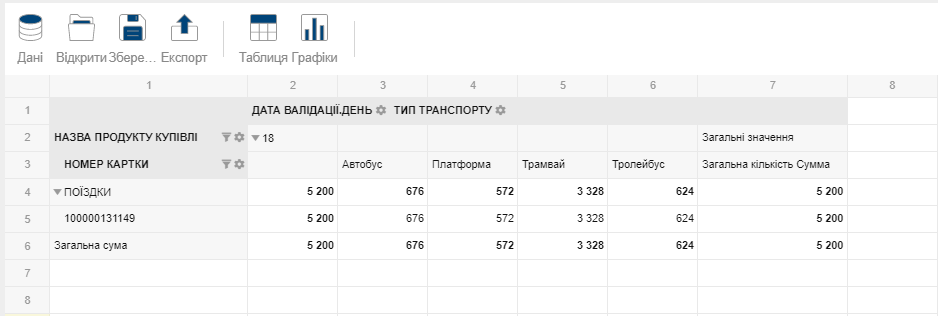 Дані Відкрити Збере... Експорт Таблиця Графіки
1 2 3 4 5 6 7 8
1 ДАТА ВАЛІДАЦІЇ.ДЕНЬ ТИП ТРАНСПОРТУ
2 НАЗВА ПРОДУКТУ КУПІВЛІ 18 Загальні значення
3 НОМЕР КАРТКИ Автобус Платформа Трамвай Тролейбус Загальна кількість Сумма
4 ПОЇЗДКИ 5 200 676 572 3 328 624 5 200
5 100000131149 5 200 676 572 3 328 624 5 200
6 Загальна сума 5 200 676 572 3 328 624 5 200
7
8